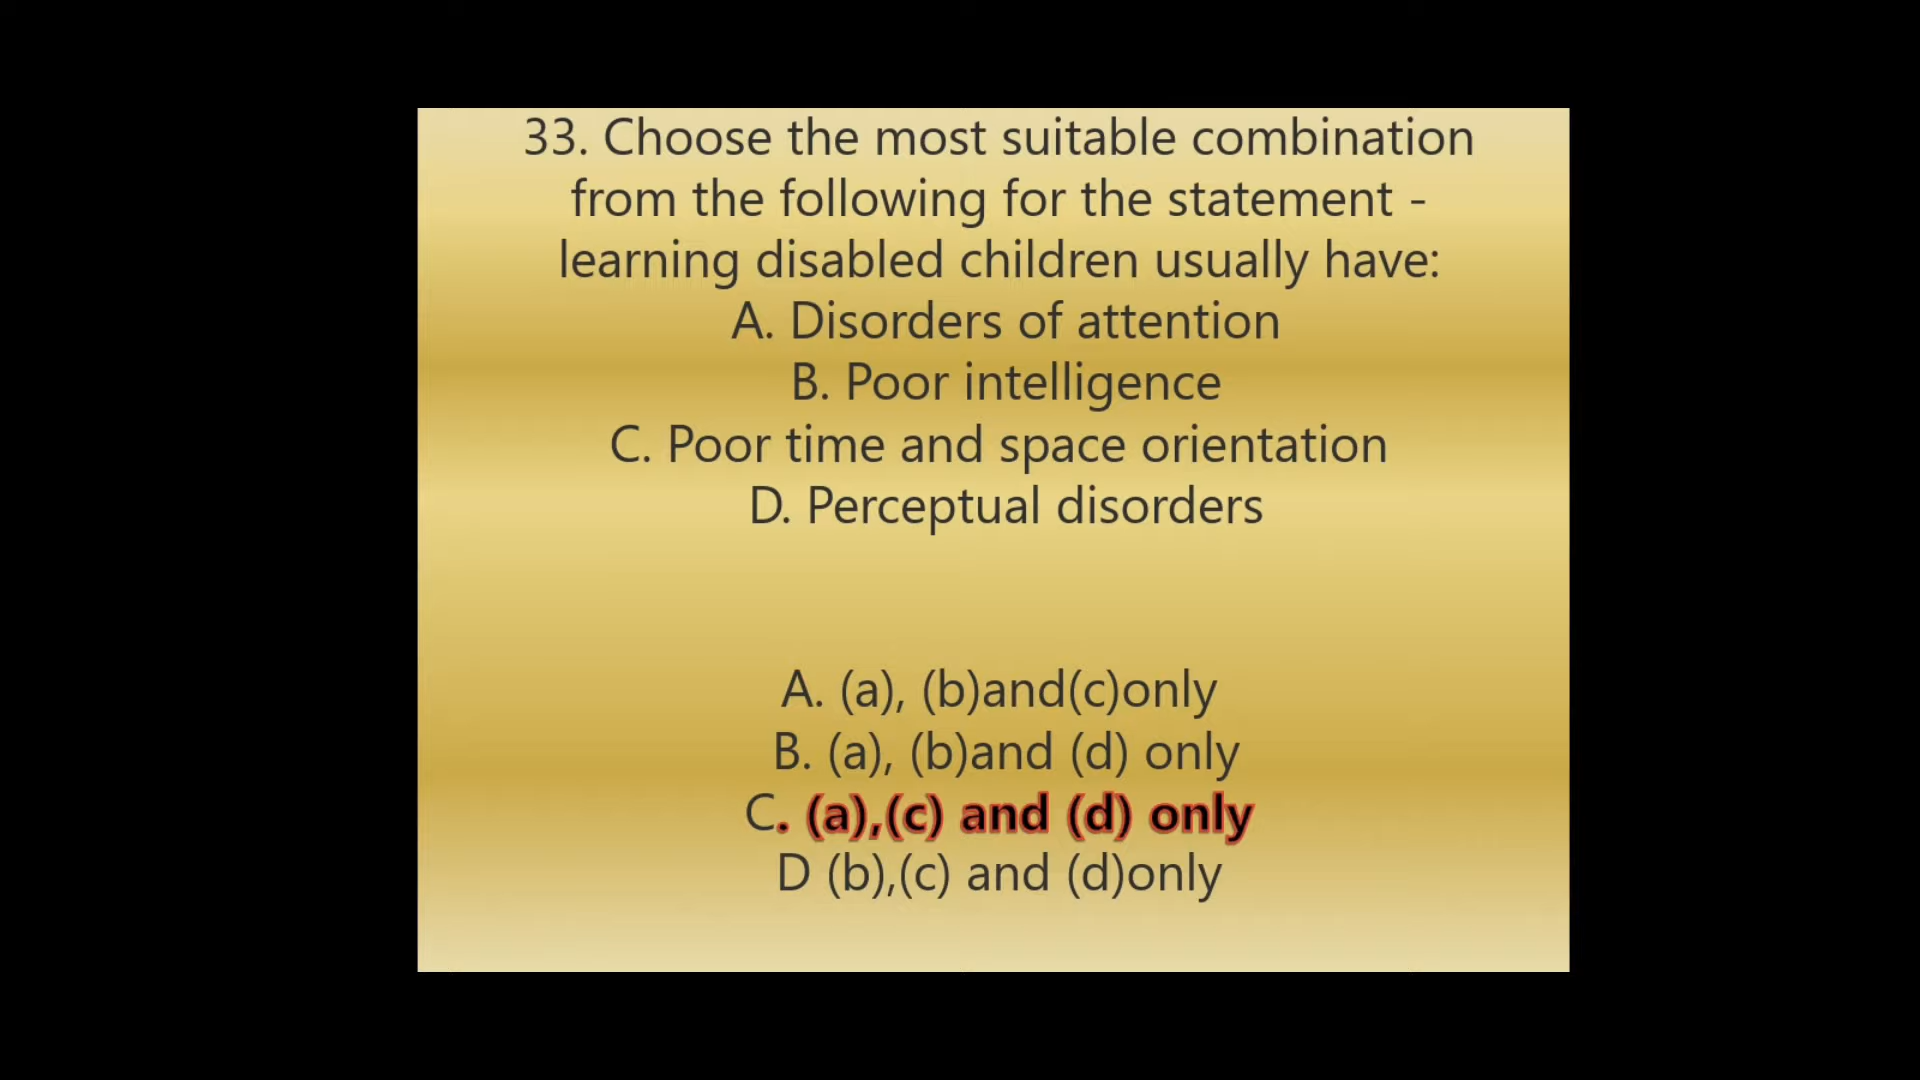 33. Choose the most suitable combination
from the following for the statement -
learning disabled children usually have:
A. Disorders of attention
B. Poor intelligence
C. Poor time and space orientation
D. Perceptual disorders
A. (a), (b)and(c)only
B. (a), (b)and (d) only
C. (a),(c) and (d) only
D (b),(c) and (d)only